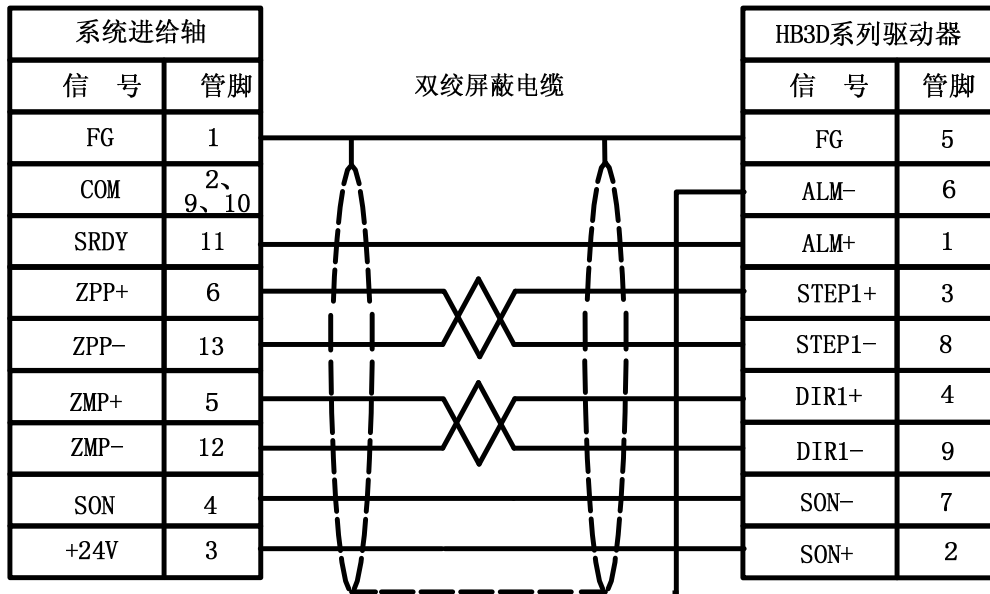 系统进给轴
信 号 管脚
FG 1
COM 2、
9、10
SRDY 11
ZPP+ 6
ZPP- 13
ZMP+ 5
ZMP- 12
SON 4
+24V 3
双绞屏蔽电缆
HB3D系列驱动器
信 号 管脚
FG 5
ALM- 6
ALM+ 1
STEP1+ 3
STEP1- 8
DIR1+ 4
DIR1- 9
SON- 7
SON+ 2